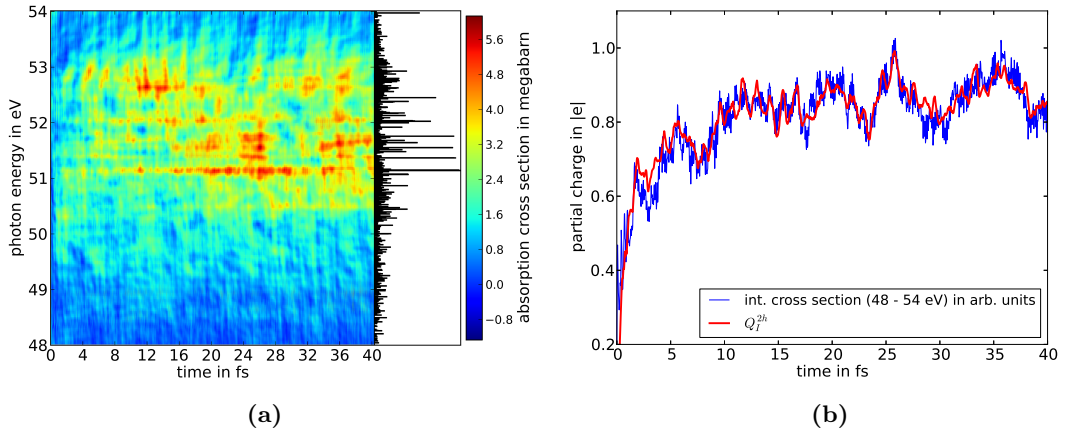 54
53
52
51
50
49
48
photon energy in eV
0 4 8 12 16 20 24 28 32 36 40
time in fs
5.6
4.8
4.0
3.2
2.4
1.6
0.8
0.0
−0.8
absorption cross section in megabarn
(a)
1.0
0.8
0.6
0.4
0.2
partial charge in |e|
int. cross section (48 - 54 eV) in arb. units
Q_I^{2h}
0 5 10 15 20 25 30 35 40
time in fs
(b)